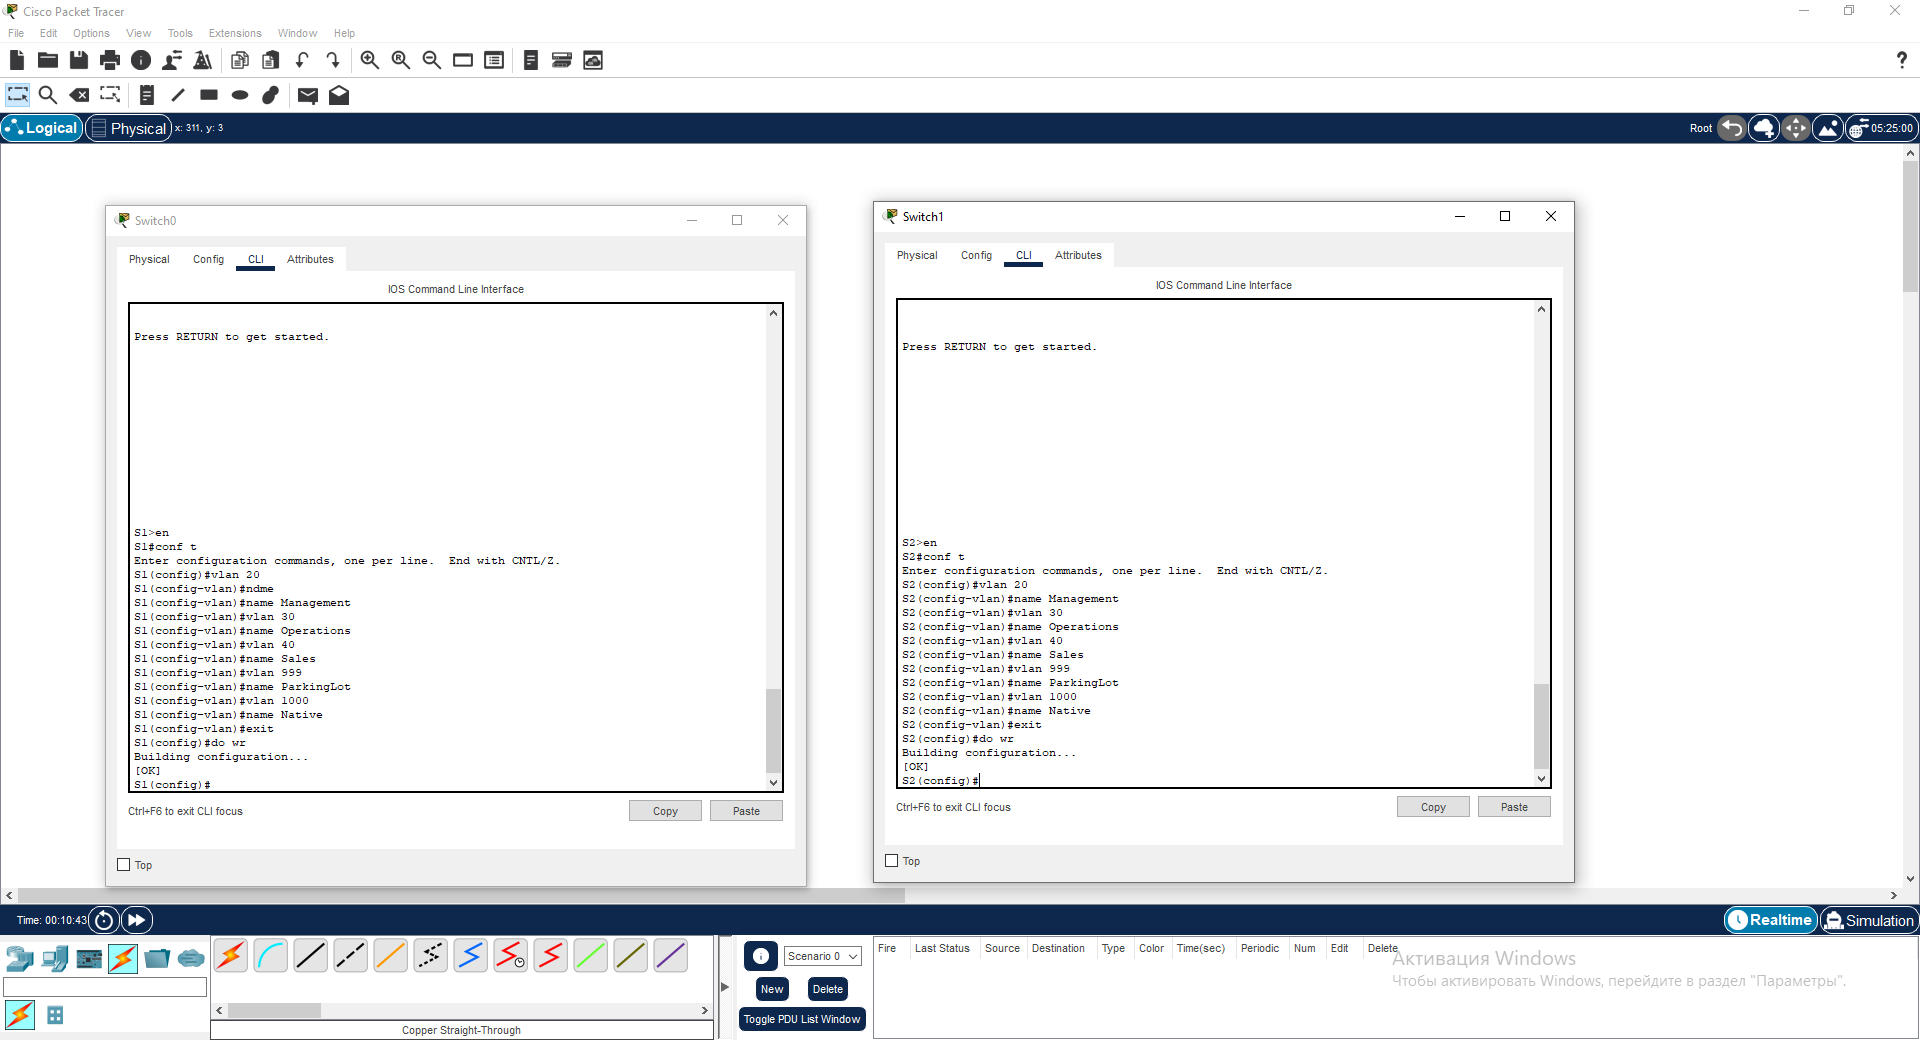 Cisco Packet Tracer
File Edit Options View Tools Extensions Window Help
Logical Physical x: 311, y: 3 Root 05:25:00
Switch0
Physical Config CLI Attributes
IOS Command Line Interface
Press RETURN to get started.
S1>en
S1#conf t
Enter configuration commands, one per line.  End with CNTL/Z.
S1(config)#vlan 20
S1(config-vlan)#ndme
S1(config-vlan)#name Management
S1(config-vlan)#vlan 30
S1(config-vlan)#name Operations
S1(config-vlan)#vlan 40
S1(config-vlan)#name Sales
S1(config-vlan)#vlan 999
S1(config-vlan)#name ParkingLot
S1(config-vlan)#vlan 1000
S1(config-vlan)#name Native
S1(config-vlan)#exit
S1(config)#do wr
Building configuration...
[OK]
S1(config)#
Ctrl+F6 to exit CLI focus
Copy Paste
Top
Switch1
Physical Config CLI Attributes
IOS Command Line Interface
Press RETURN to get started.
S2>en
S2#conf t
Enter configuration commands, one per line.  End with CNTL/Z.
S2(config)#vlan 20
S2(config-vlan)#name Management
S2(config-vlan)#vlan 30
S2(config-vlan)#name Operations
S2(config-vlan)#vlan 40
S2(config-vlan)#name Sales
S2(config-vlan)#vlan 999
S2(config-vlan)#name ParkingLot
S2(config-vlan)#vlan 1000
S2(config-vlan)#name Native
S2(config-vlan)#exit
S2(config)#do wr
Building configuration...
[OK]
S2(config)#
Ctrl+F6 to exit CLI focus
Copy Paste
Top
Time: 00:10:43 Realtime Simulation
Copper Straight-Through
Scenario 0
New Delete
Toggle PDU List Window
Fire Last Status Source Destination Type Color Time(sec) Periodic Num Edit Delete
Активация Windows
Чтобы активировать Windows, перейдите в раздел "Параметры".